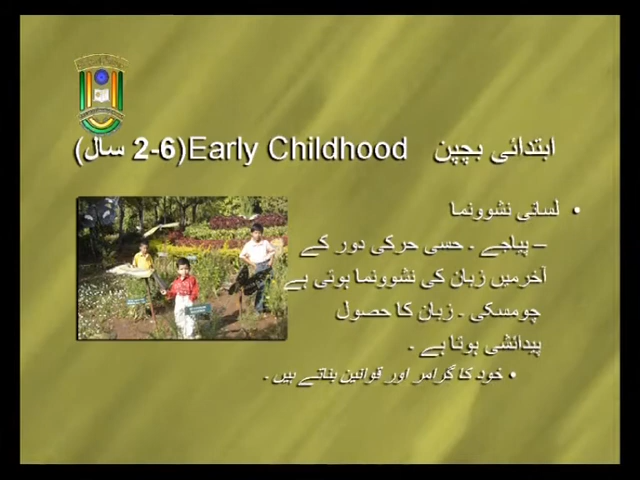 ابتدائی بچپن Early Childhood(2-6 سال)
• لسانی نشوونما
– پیاجے ۔ حسی حرکی دور کے
آخرمیں زبان کی نشوونما ہوتی ہے
چومسکی ۔ زبان کا حصول
پیدائشی ہوتا ہے ۔
• خود کا گرامر اور قوانین بناتے ہیں ۔